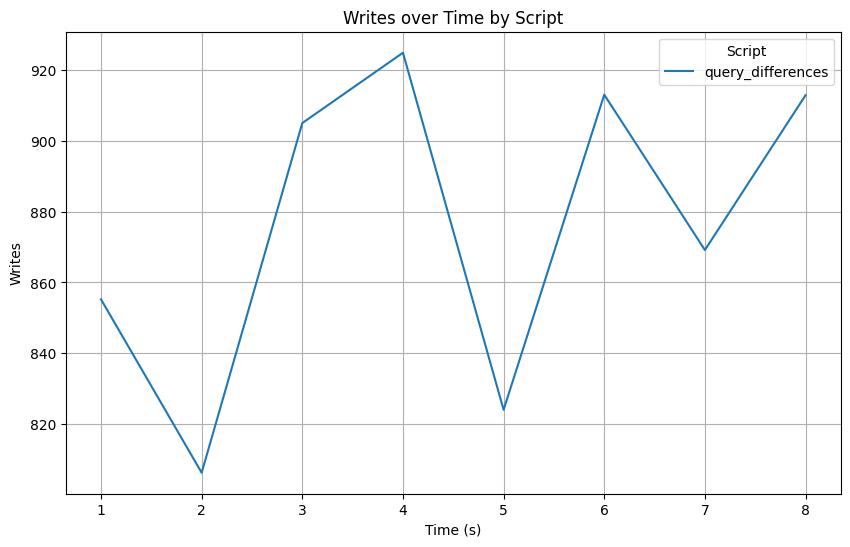 Writes over Time by Script
Script
query_differences
920
900
880
860
840
820
Writes
1 2 3 4 5 6 7 8
Time (s)